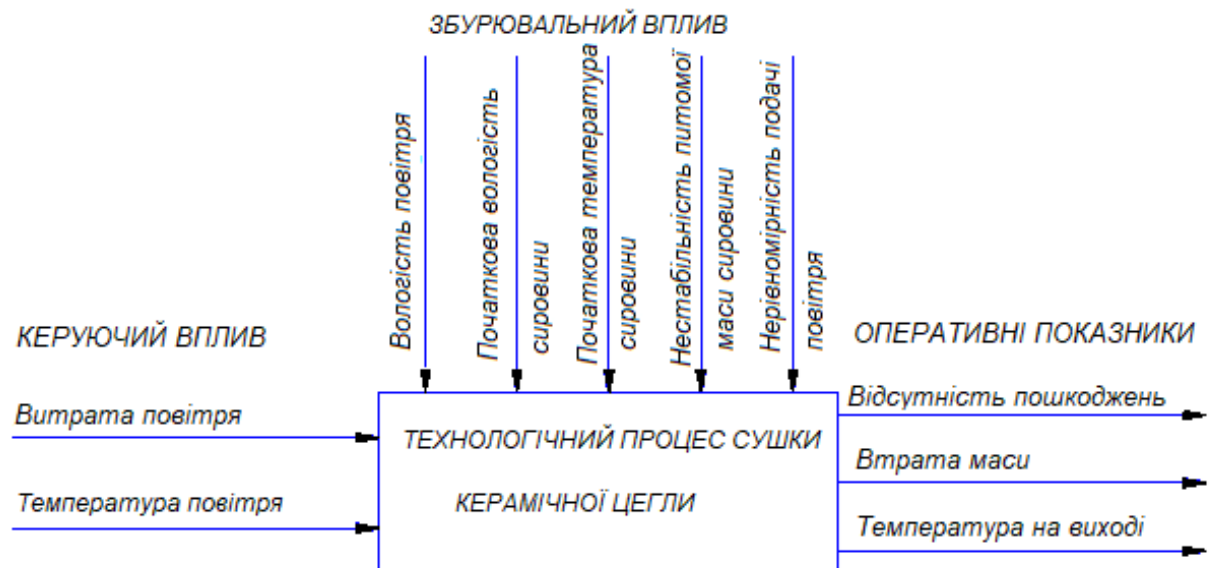 ЗБУРЮВАЛЬНИЙ ВПЛИВ
Вологість повітря
Початкова вологість
сировини
Початкова температура
сировини
Нестабільність питомої
маси сировини
Нерівномірність подачі
повітря
КЕРУЮЧИЙ ВПЛИВ
Витрата повітря
Температура повітря
ТЕХНОЛОГІЧНИЙ ПРОЦЕС СУШКИ
КЕРАМІЧНОЇ ЦЕГЛИ
ОПЕРАТИВНІ ПОКАЗНИКИ
Відсутність пошкоджень
Втрата маси
Температура на виході